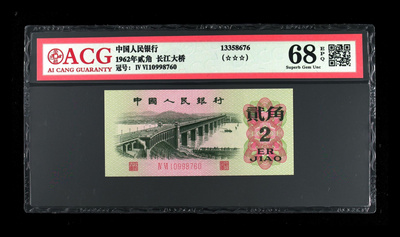 ACG
AI CANG GUARANTY
中国人民银行
1962年贰角 长江大桥
冠号: IV VI10998760
13358676
(☆☆☆)
68 EPQ
Superb Gem Unc
中國人民銀行
贰角
2
ER
JIAO
IV VI 10998760